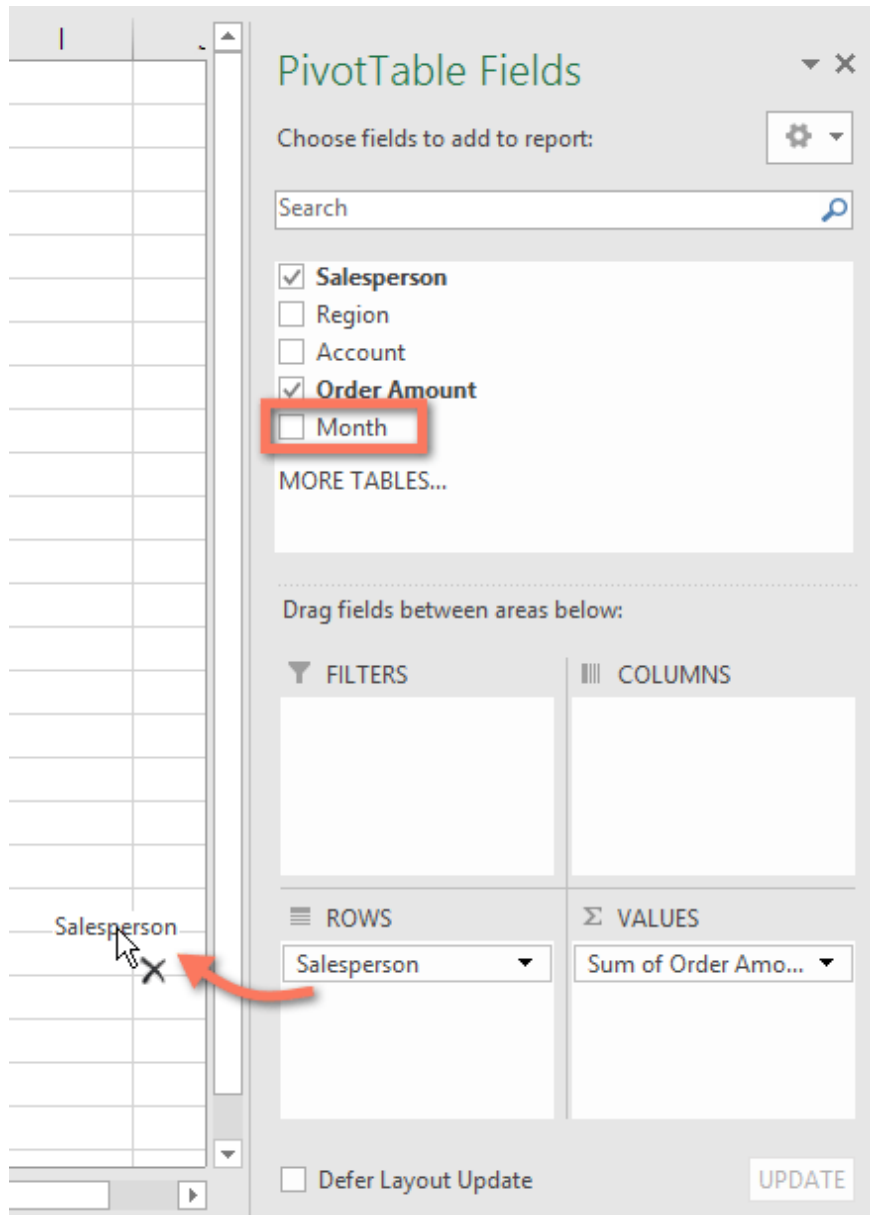 I J
PivotTable Fields
Choose fields to add to report:
Search
Salesperson
Region
Account
Order Amount
Month
MORE TABLES...
Drag fields between areas below:
FILTERS
COLUMNS
ROWS
Σ VALUES
Salesperson
Salesperson
Sum of Order Amo...
Defer Layout Update
UPDATE